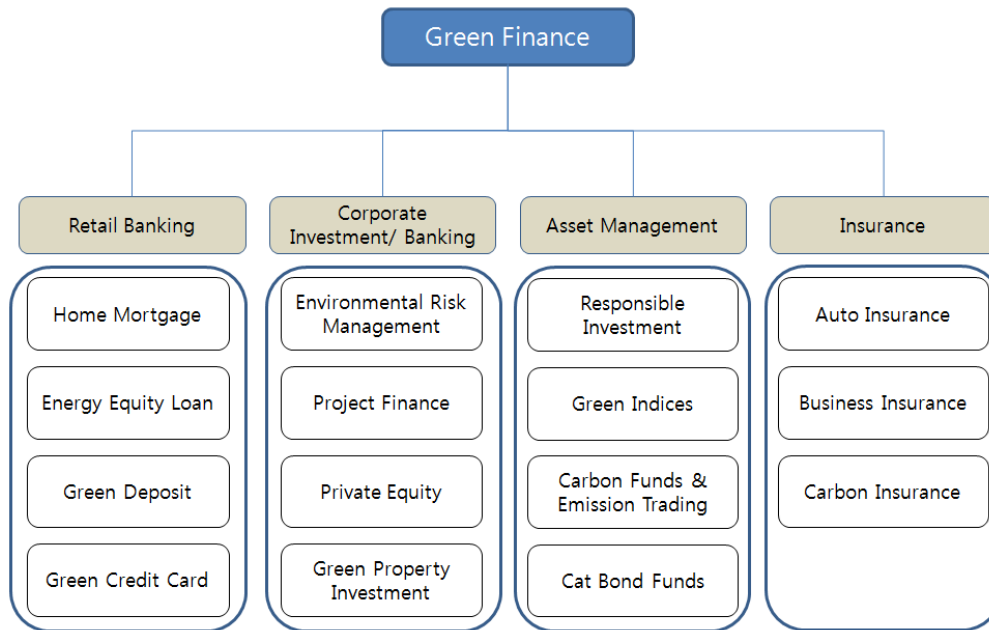 Green Finance
Retail Banking
Corporate
Investment/ Banking
Asset Management
Insurance
Home Mortgage
Energy Equity Loan
Green Deposit
Green Credit Card
Environmental Risk
Management
Project Finance
Private Equity
Green Property
Investment
Responsible
Investment
Green Indices
Carbon Funds &
Emission Trading
Cat Bond Funds
Auto Insurance
Business Insurance
Carbon Insurance